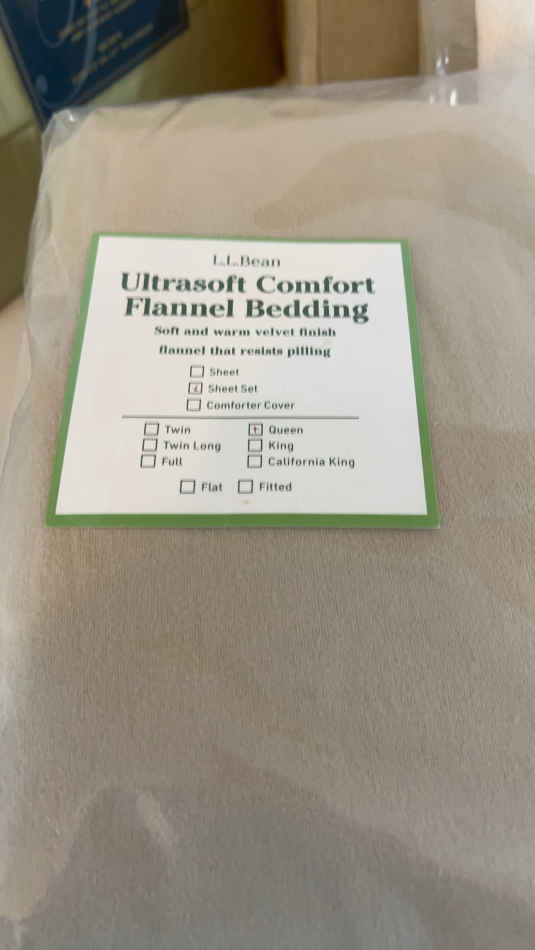 L.L.Bean
Ultrasoft Comfort
Flannel Bedding
Soft and warm velvet finish
flannel that resists pilling
Sheet
Sheet Set
Comforter Cover
Twin
Queen
Twin Long
King
Full
California King
Flat
Fitted